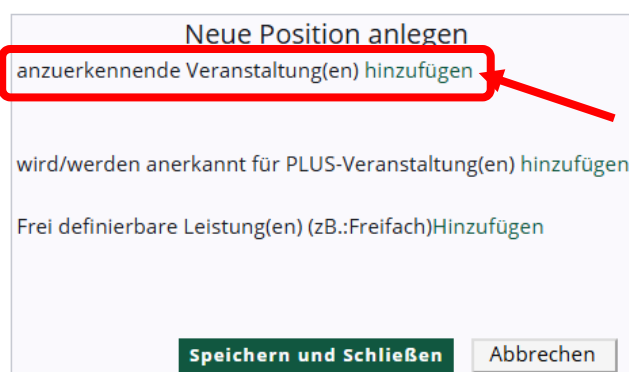 Neue Position anlegen
anzuerkennende Veranstaltung(en) hinzufügen
wird/werden anerkannt für PLUS-Veranstaltung(en) hinzufügen
Frei definierbare Leistung(en) (zB.:Freifach)Hinzufügen
Speichern und Schließen Abbrechen